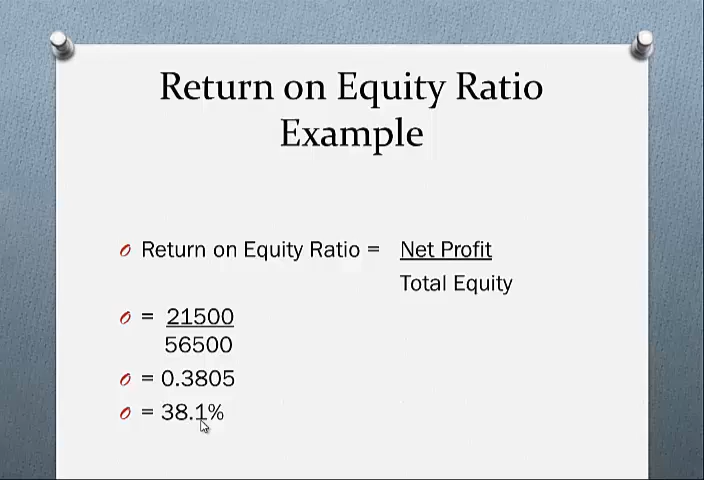 Return on Equity Ratio
Example
Return on Equity Ratio = Net Profit
Total Equity
= 21500
56500
= 0.3805
= 38.1%